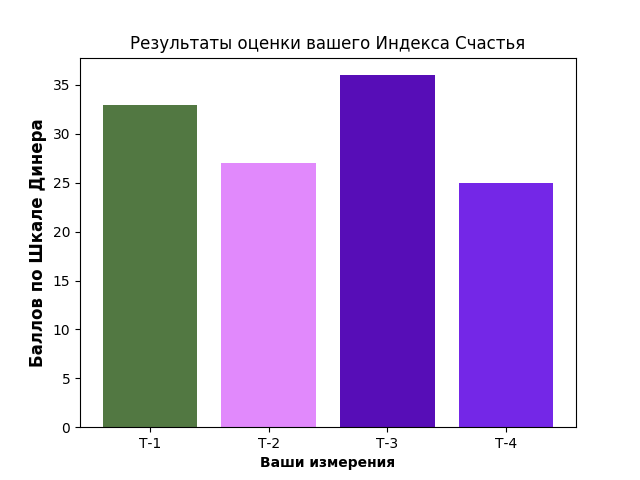 Результаты оценки вашего Индекса Счастья
Баллов по Шкале Динера
35
30
25
20
15
10
5
0
T-1
T-2
T-3
T-4
Ваши измерения